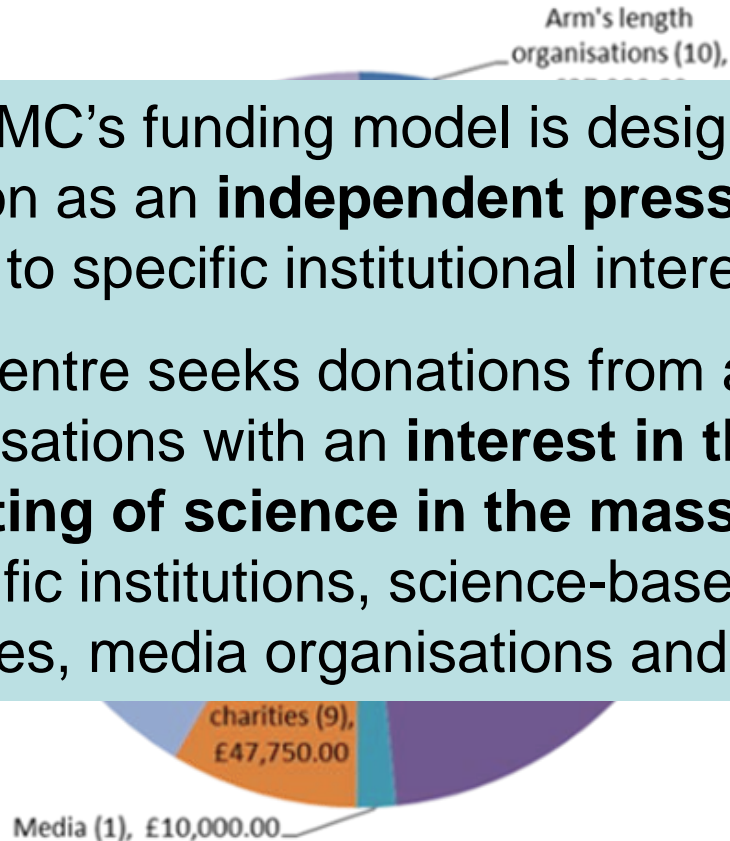 Arm's length
organisations (10),
MC’s funding model is desig
on as an independent press
to specific institutional intere
entre seeks donations from a
sations with an interest in th
ting of science in the mass
fic institutions, science-base
es, media organisations and
charities (9),
£47,750.00
Media (1), £10,000.00